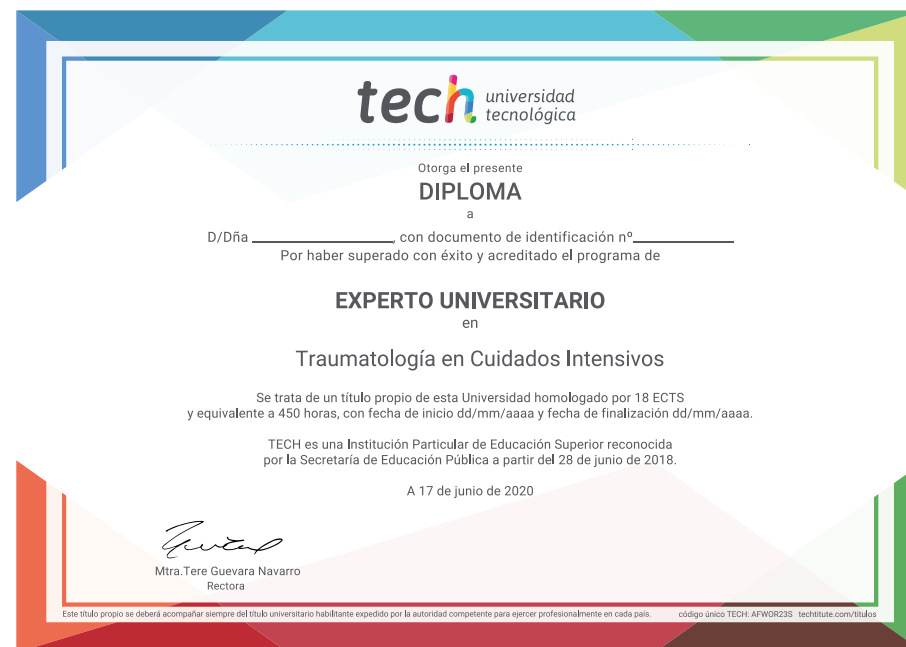 tech universidad
tecnológica
Otorga el presente
DIPLOMA
a
D/Dña ____________________, con documento de identificación nº______________
Por haber superado con éxito y acreditado el programa de
EXPERTO UNIVERSITARIO
en
Traumatología en Cuidados Intensivos
Se trata de un título propio de esta Universidad homologado por 18 ECTS
y equivalente a 450 horas, con fecha de inicio dd/mm/aaaa y fecha de finalización dd/mm/aaaa.
TECH es una Institución Particular de Educación Superior reconocida
por la Secretaría de Educación Pública a partir del 28 de junio de 2018.
A 17 de junio de 2020
Mtra.Tere Guevara Navarro
Rectora
Este título propio se deberá acompañar siempre del título universitario habilitante expedido por la autoridad competente para ejercer profesionalmente en cada país. código único TECH: AFWOR23S techtitute.com/titulos